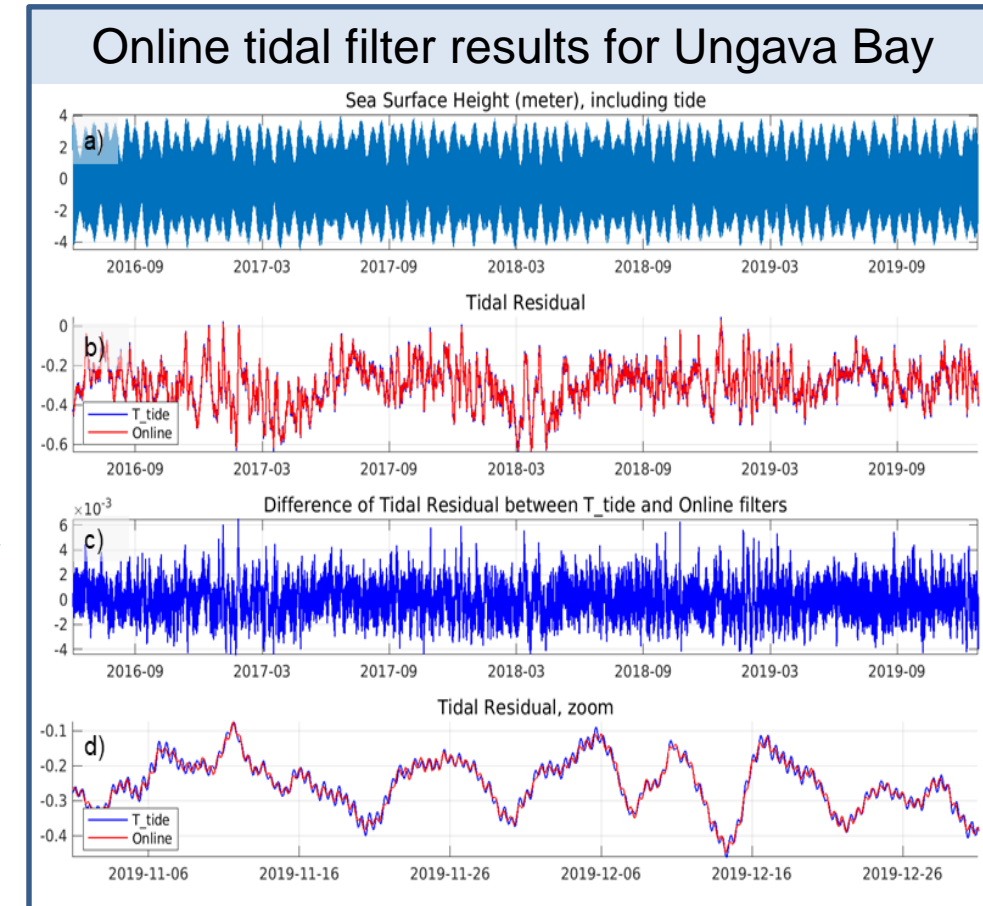 Online tidal filter results for Ungava Bay
Sea Surface Height (meter), including tide
a)
4
2
0
-2
-4
2016-09 2017-03 2017-09 2018-03 2018-09 2019-03 2019-09
Tidal Residual
b)
0
-0.2
-0.4
-0.6
T_tide
Online
2016-09 2017-03 2017-09 2018-03 2018-09 2019-03 2019-09
Difference of Tidal Residual between T_tide and Online filters
×10⁻³
c)
6
4
2
0
-2
-4
2016-09 2017-03 2017-09 2018-03 2018-09 2019-03 2019-09
Tidal Residual, zoom
d)
-0.1
-0.2
-0.3
-0.4
T_tide
Online
2019-11-06 2019-11-16 2019-11-26 2019-12-06 2019-12-16 2019-12-26